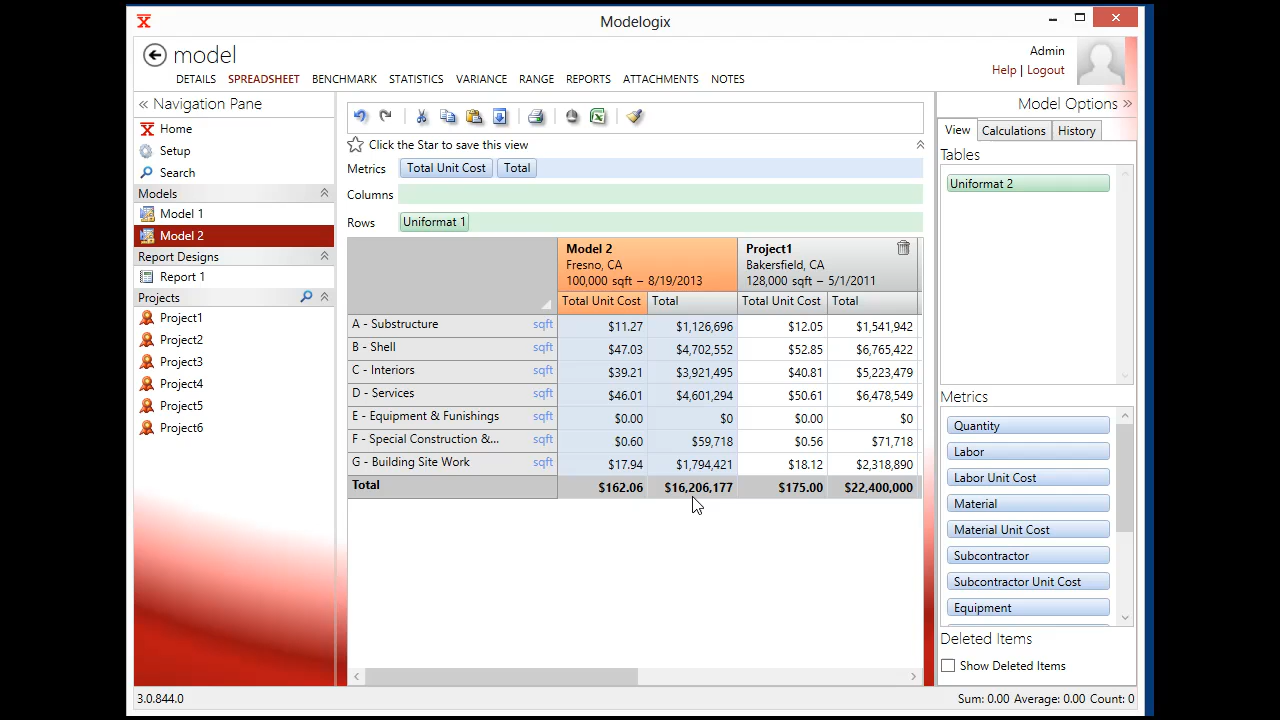 Modelogix
model
Admin
Help | Logout
DETAILS SPREADSHEET BENCHMARK STATISTICS VARIANCE RANGE REPORTS ATTACHMENTS NOTES
« Navigation Pane
Home
Setup
Search
Models
Model 1
Model 2
Report Designs
Report 1
Projects
Project1
Project2
Project3
Project4
Project5
Project6
Click the Star to save this view
Metrics Total Unit Cost Total
Columns
Rows Uniformat 1
Model 2 Project1
Fresno, CA Bakersfield, CA
100,000 sqft – 8/19/2013 128,000 sqft – 5/1/2011
Total Unit Cost Total Total Unit Cost Total
A - Substructure sqft $11.27 $1,126,696 $12.05 $1,541,942
B - Shell sqft $47.03 $4,702,552 $52.85 $6,765,422
C - Interiors sqft $39.21 $3,921,495 $40.81 $5,223,479
D - Services sqft $46.01 $4,601,294 $50.61 $6,478,549
E - Equipment & Furnishings sqft $0.00 $0 $0.00 $0
F - Special Construction &... sqft $0.60 $59,718 $0.56 $71,718
G - Building Site Work sqft $17.94 $1,794,421 $18.12 $2,318,890
Total $162.06 $16,206,177 $175.00 $22,400,000
Model Options »
View Calculations History
Tables
Uniformat 2
Metrics
Quantity
Labor
Labor Unit Cost
Material
Material Unit Cost
Subcontractor
Subcontractor Unit Cost
Equipment
Deleted Items
Show Deleted Items
3.0.844.0
Sum: 0.00 Average: 0.00 Count: 0